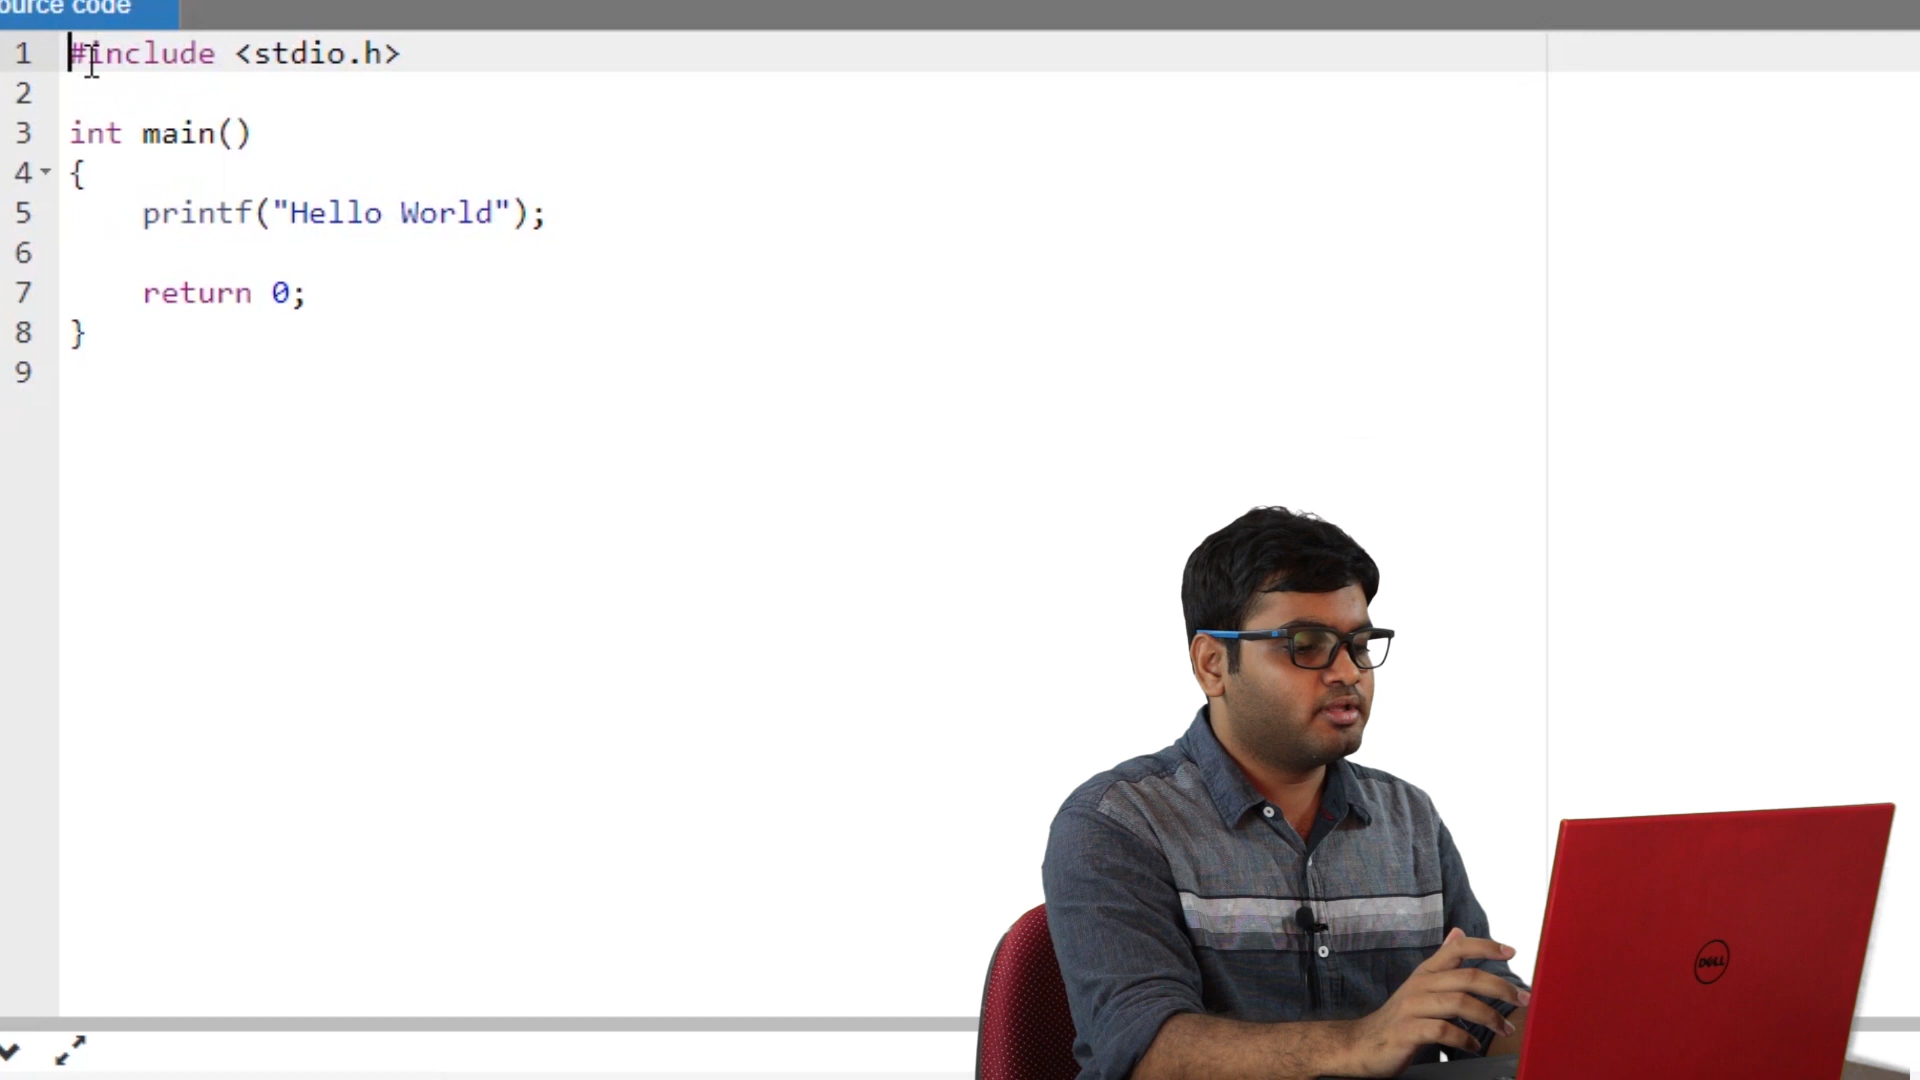 ource code
1 #include <stdio.h>
2
3 int main()
4 {
5 printf("Hello World");
6
7 return 0;
8 }
9
DELL